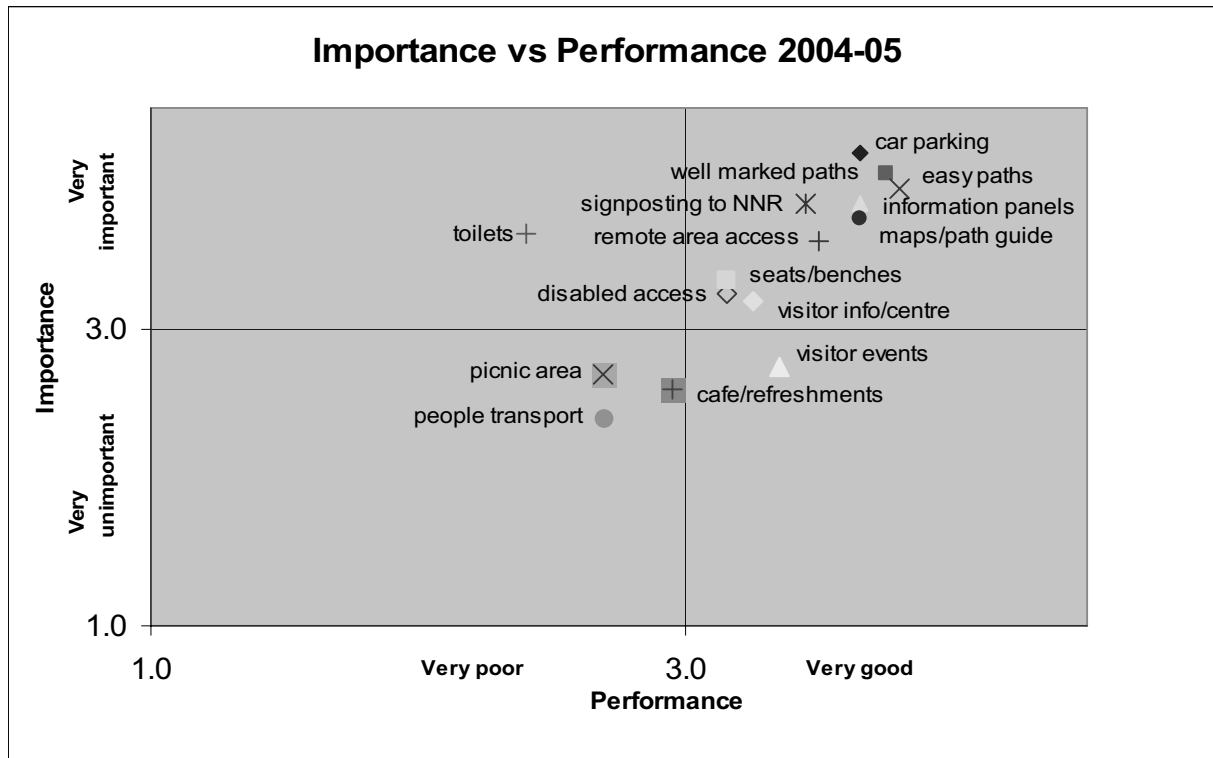 Importance vs Performance 2004-05
car parking
well marked paths
easy paths
signposting to NNR
information panels
toilets
remote area access
maps/path guide
seats/benches
disabled access
visitor info/centre
visitor events
picnic area
cafe/refreshments
people transport
Very
important
Importance
Very
unimportant
3.0
1.0
1.0
Very poor
3.0
Very good
Performance